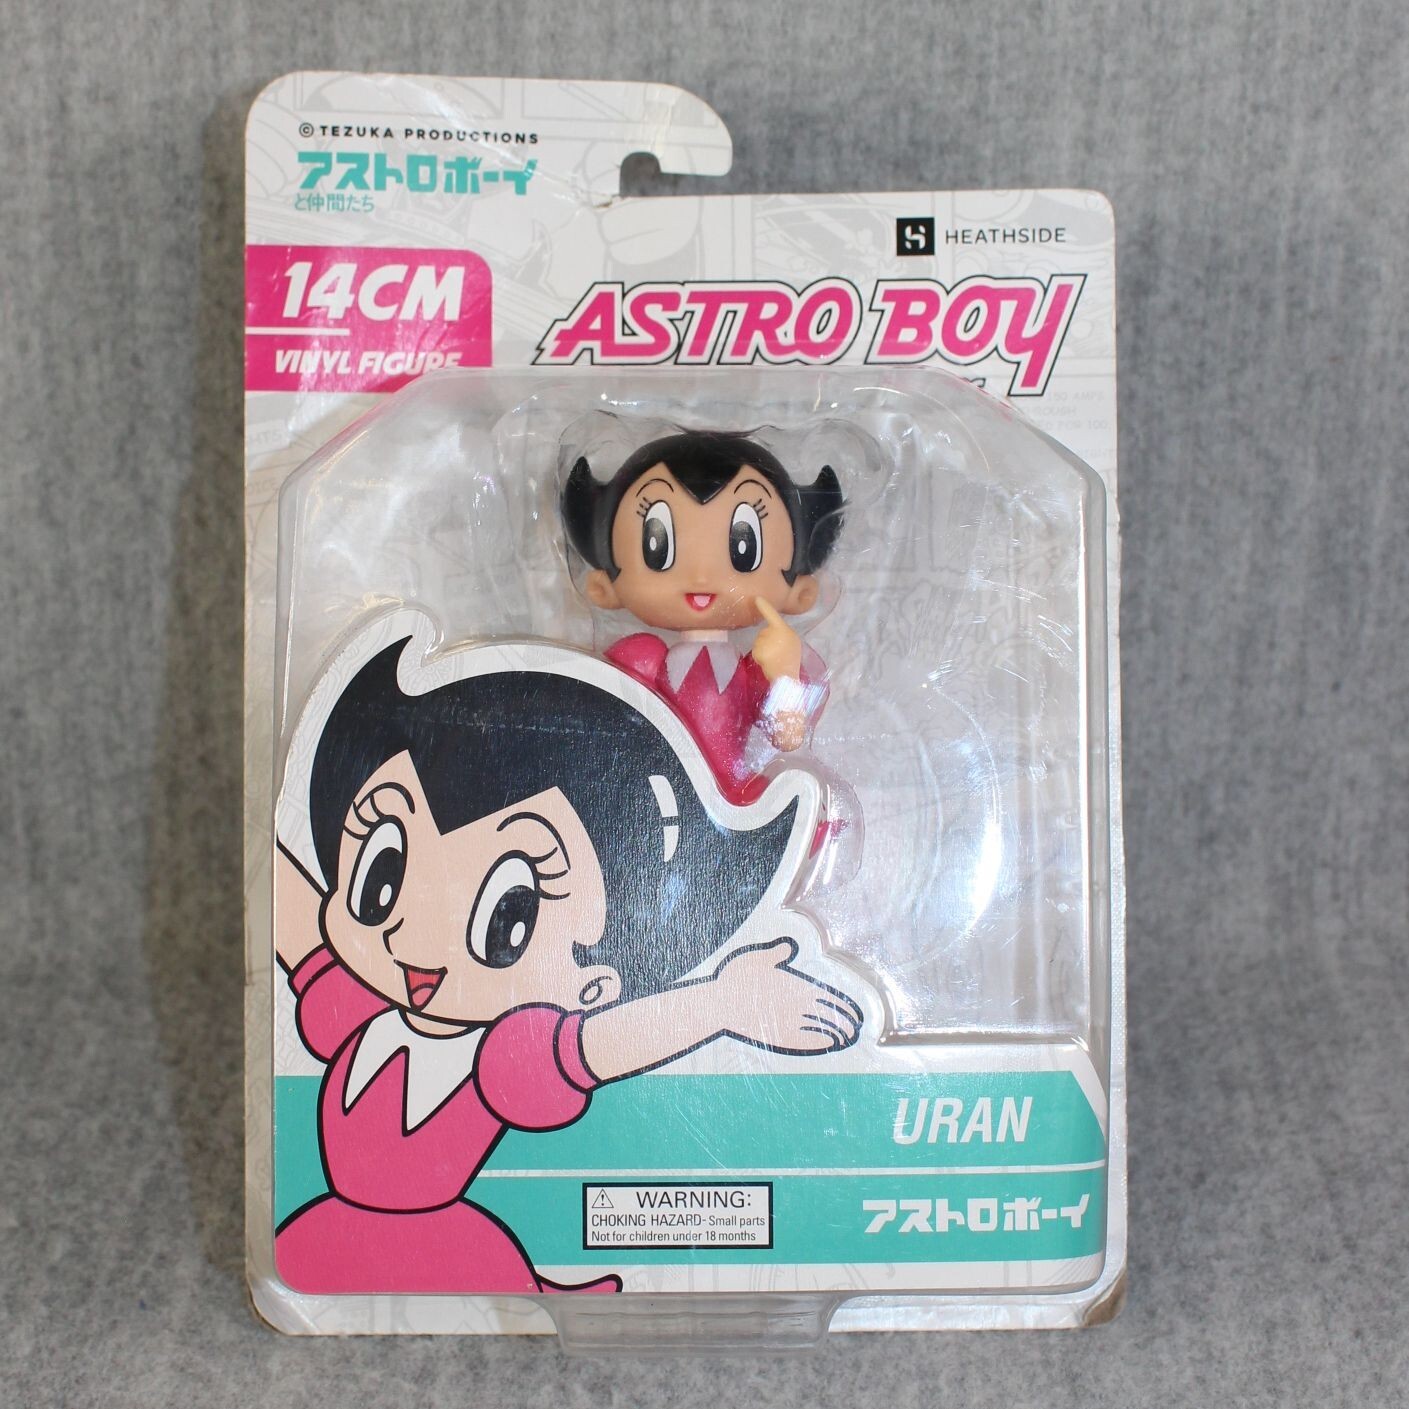 ©TEZUKA PRODUCTIONS
アストロボーイ
と仲間たち
HEATHSIDE
14CM
VINYL FIGURE
ASTRO BOY
150 AMPS
URAN
WARNING:
CHOKING HAZARD-Small parts
Not for children under 18 months
アストロボーイ